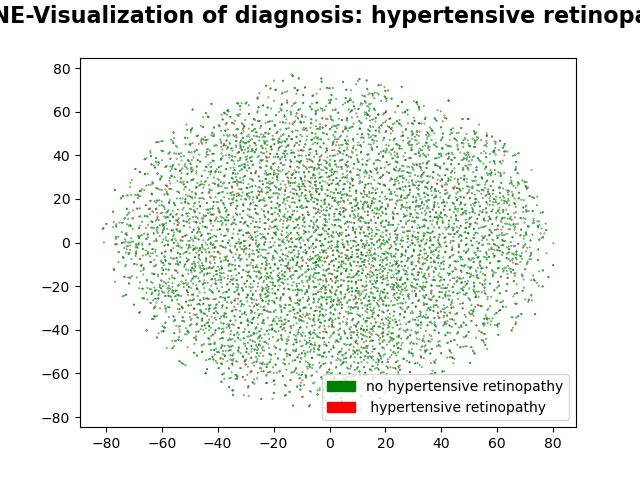 NE-Visualization of diagnosis: hypertensive retinopa
80
60
40
20
0
−20
−40
−60
−80
no hypertensive retinopathy
hypertensive retinopathy
−80 −60 −40 −20 0 20 40 60 80